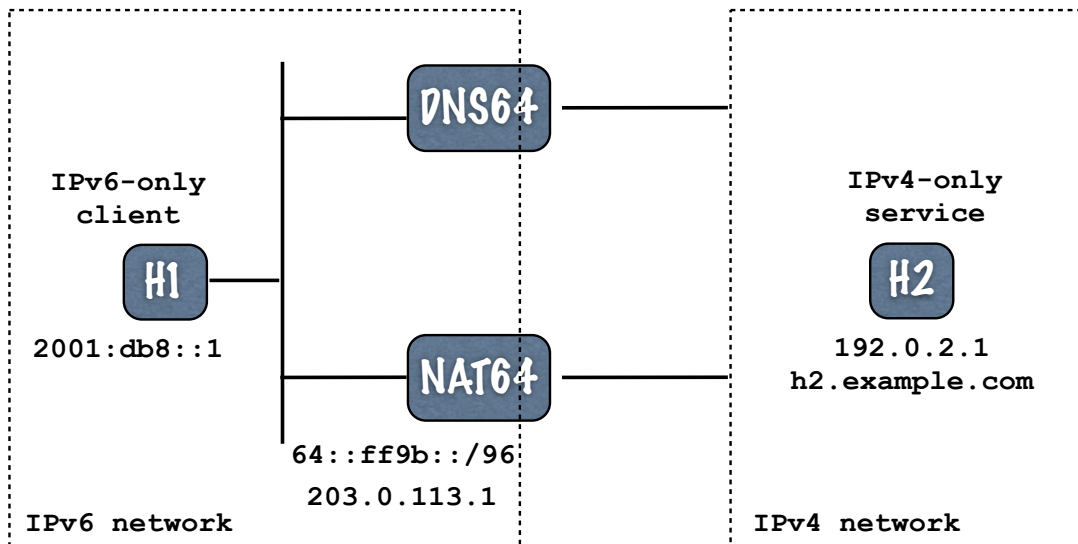 DNS64
IPv6-only
client
IPv4-only
service
H1
H2
2001:db8::1
192.0.2.1
h2.example.com
NAT64
64::ff9b::/96
203.0.113.1
IPv6 network
IPv4 network